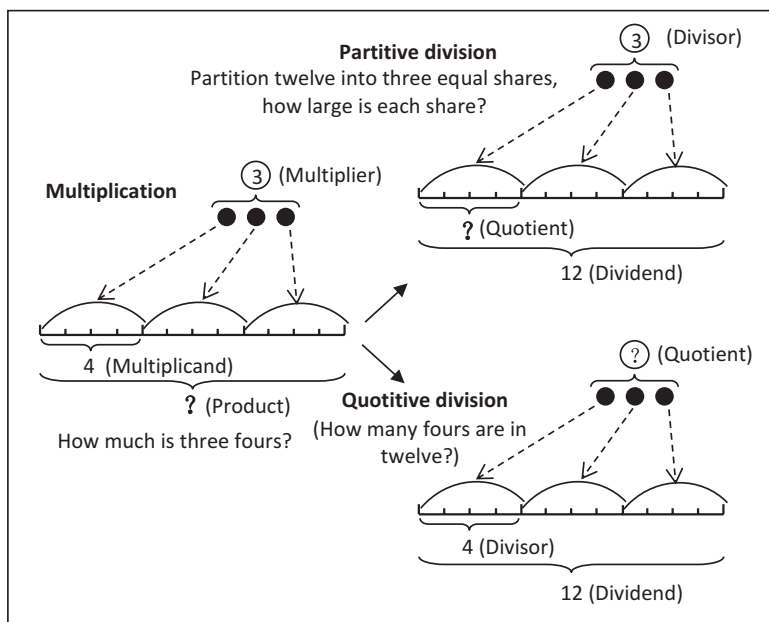 Multiplication
3 (Multiplier)
4 (Multiplicand)
? (Product)
How much is three fours?
Partitive division
Partition twelve into three equal shares,
how large is each share?
3 (Divisor)
? (Quotient)
12 (Dividend)
Quotitive division
(How many fours are in
twelve?)
? (Quotient)
4 (Divisor)
12 (Dividend)